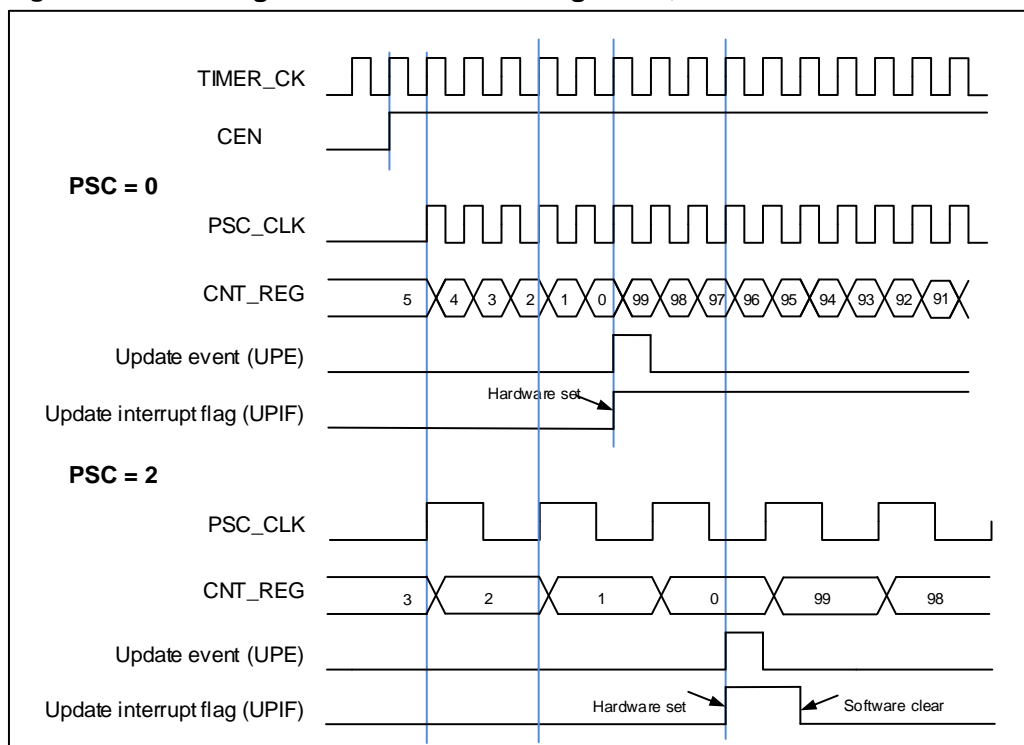 TIMER_CK
CEN
PSC = 0
PSC_CLK
CNT_REG 5 4 3 2 1 0 99 98 97 96 95 94 93 92 91
Update event (UPE)
Hardware set
Update interrupt flag (UPIF)
PSC = 2
PSC_CLK
CNT_REG 3 2 1 0 99 98
Update event (UPE)
Update interrupt flag (UPIF) Hardware set Software clear